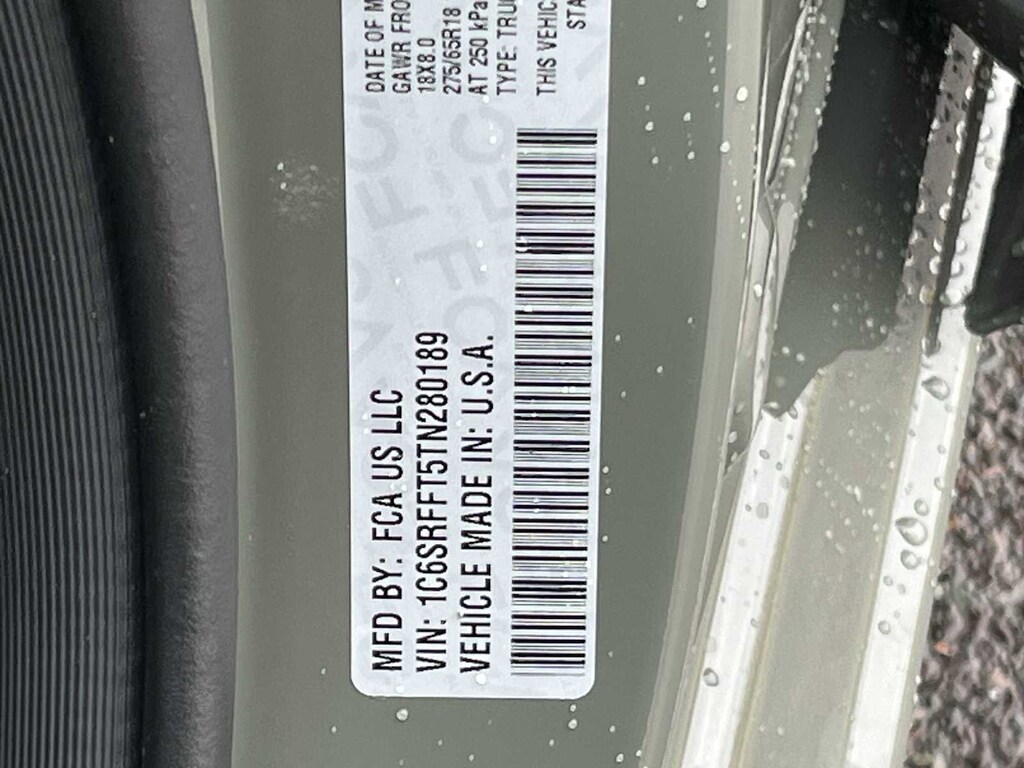 MFD BY: FCA US LLC
VIN: 1C6SRFFT5TN280189
VEHICLE MADE IN: U.S.A.
DATE OF M
GAWR FRO
18X8.0
275/65R18
AT 250 kPa
TYPE: TRU
THIS VEHIC
STA